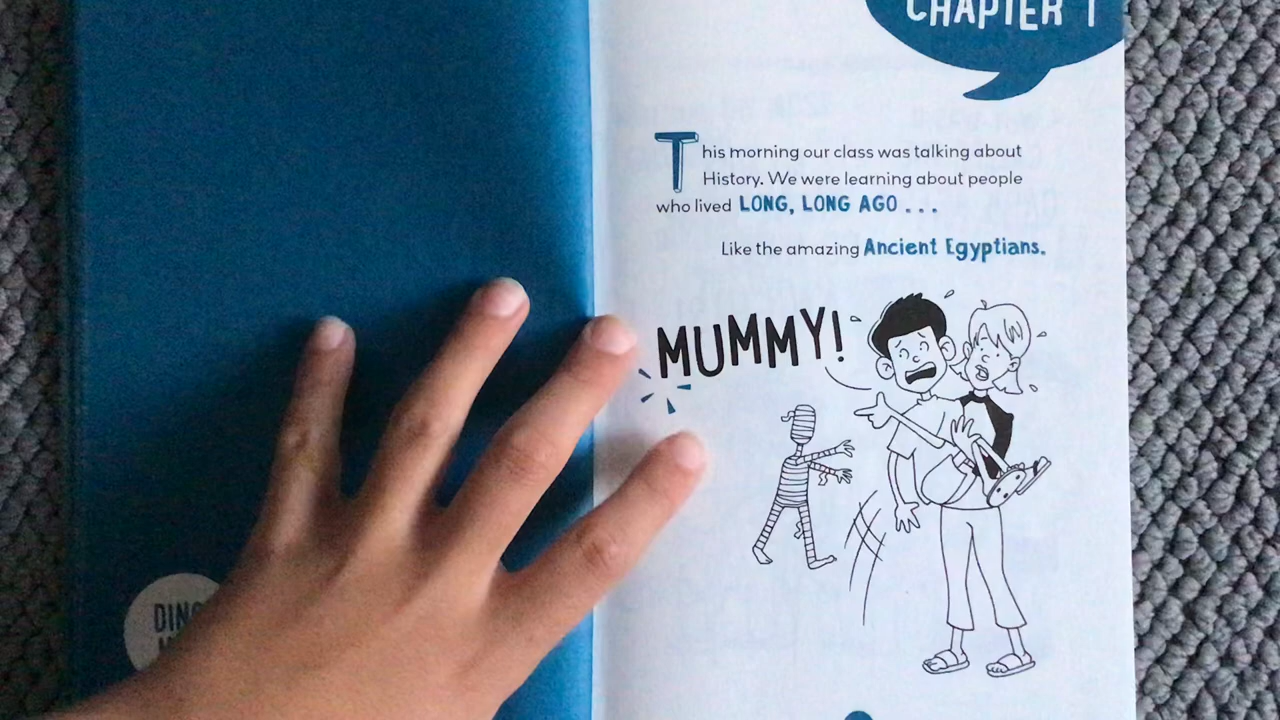 CHAPTER 1
This morning our class was talking about
History. We were learning about people
who lived LONG, LONG AGO . . .
Like the amazing Ancient Egyptians.
MUMMY!